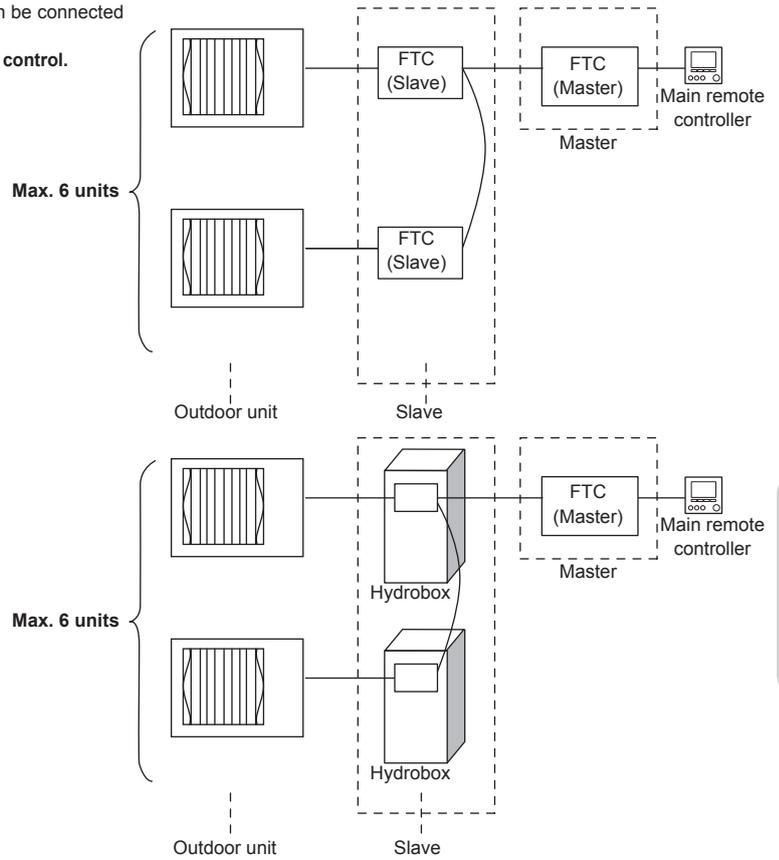 be connected
control.
FTC
(Slave)
FTC
(Master)
Main remote
controller
Master
Max. 6 units
FTC
(Slave)
Outdoor unit
Slave
FTC
(Master)
Main remote
controller
Master
Hydrobox
Max. 6 units
Hydrobox
Outdoor unit
Slave